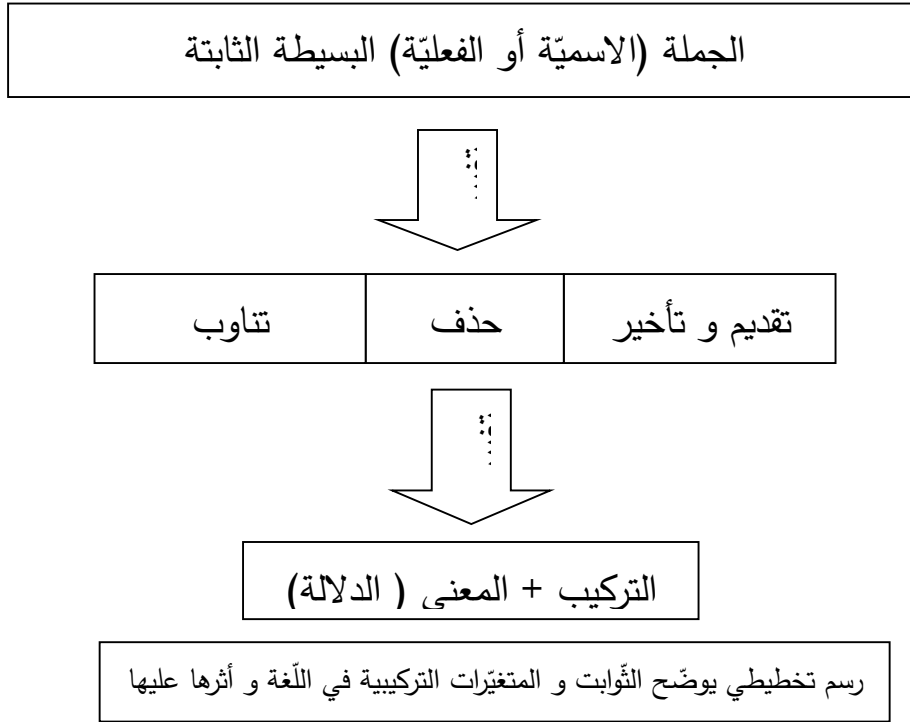 الجملة (الاسميّة أو الفعليّة) البسيطة الثابتة
تقديم و تأخير
حذف
تناوب
التركيب + المعنى ( الدلالة)
رسم تخطيطي يوضّح الثّوابت و المتغيّرات التركيبية في اللّغة و أثرها عليها